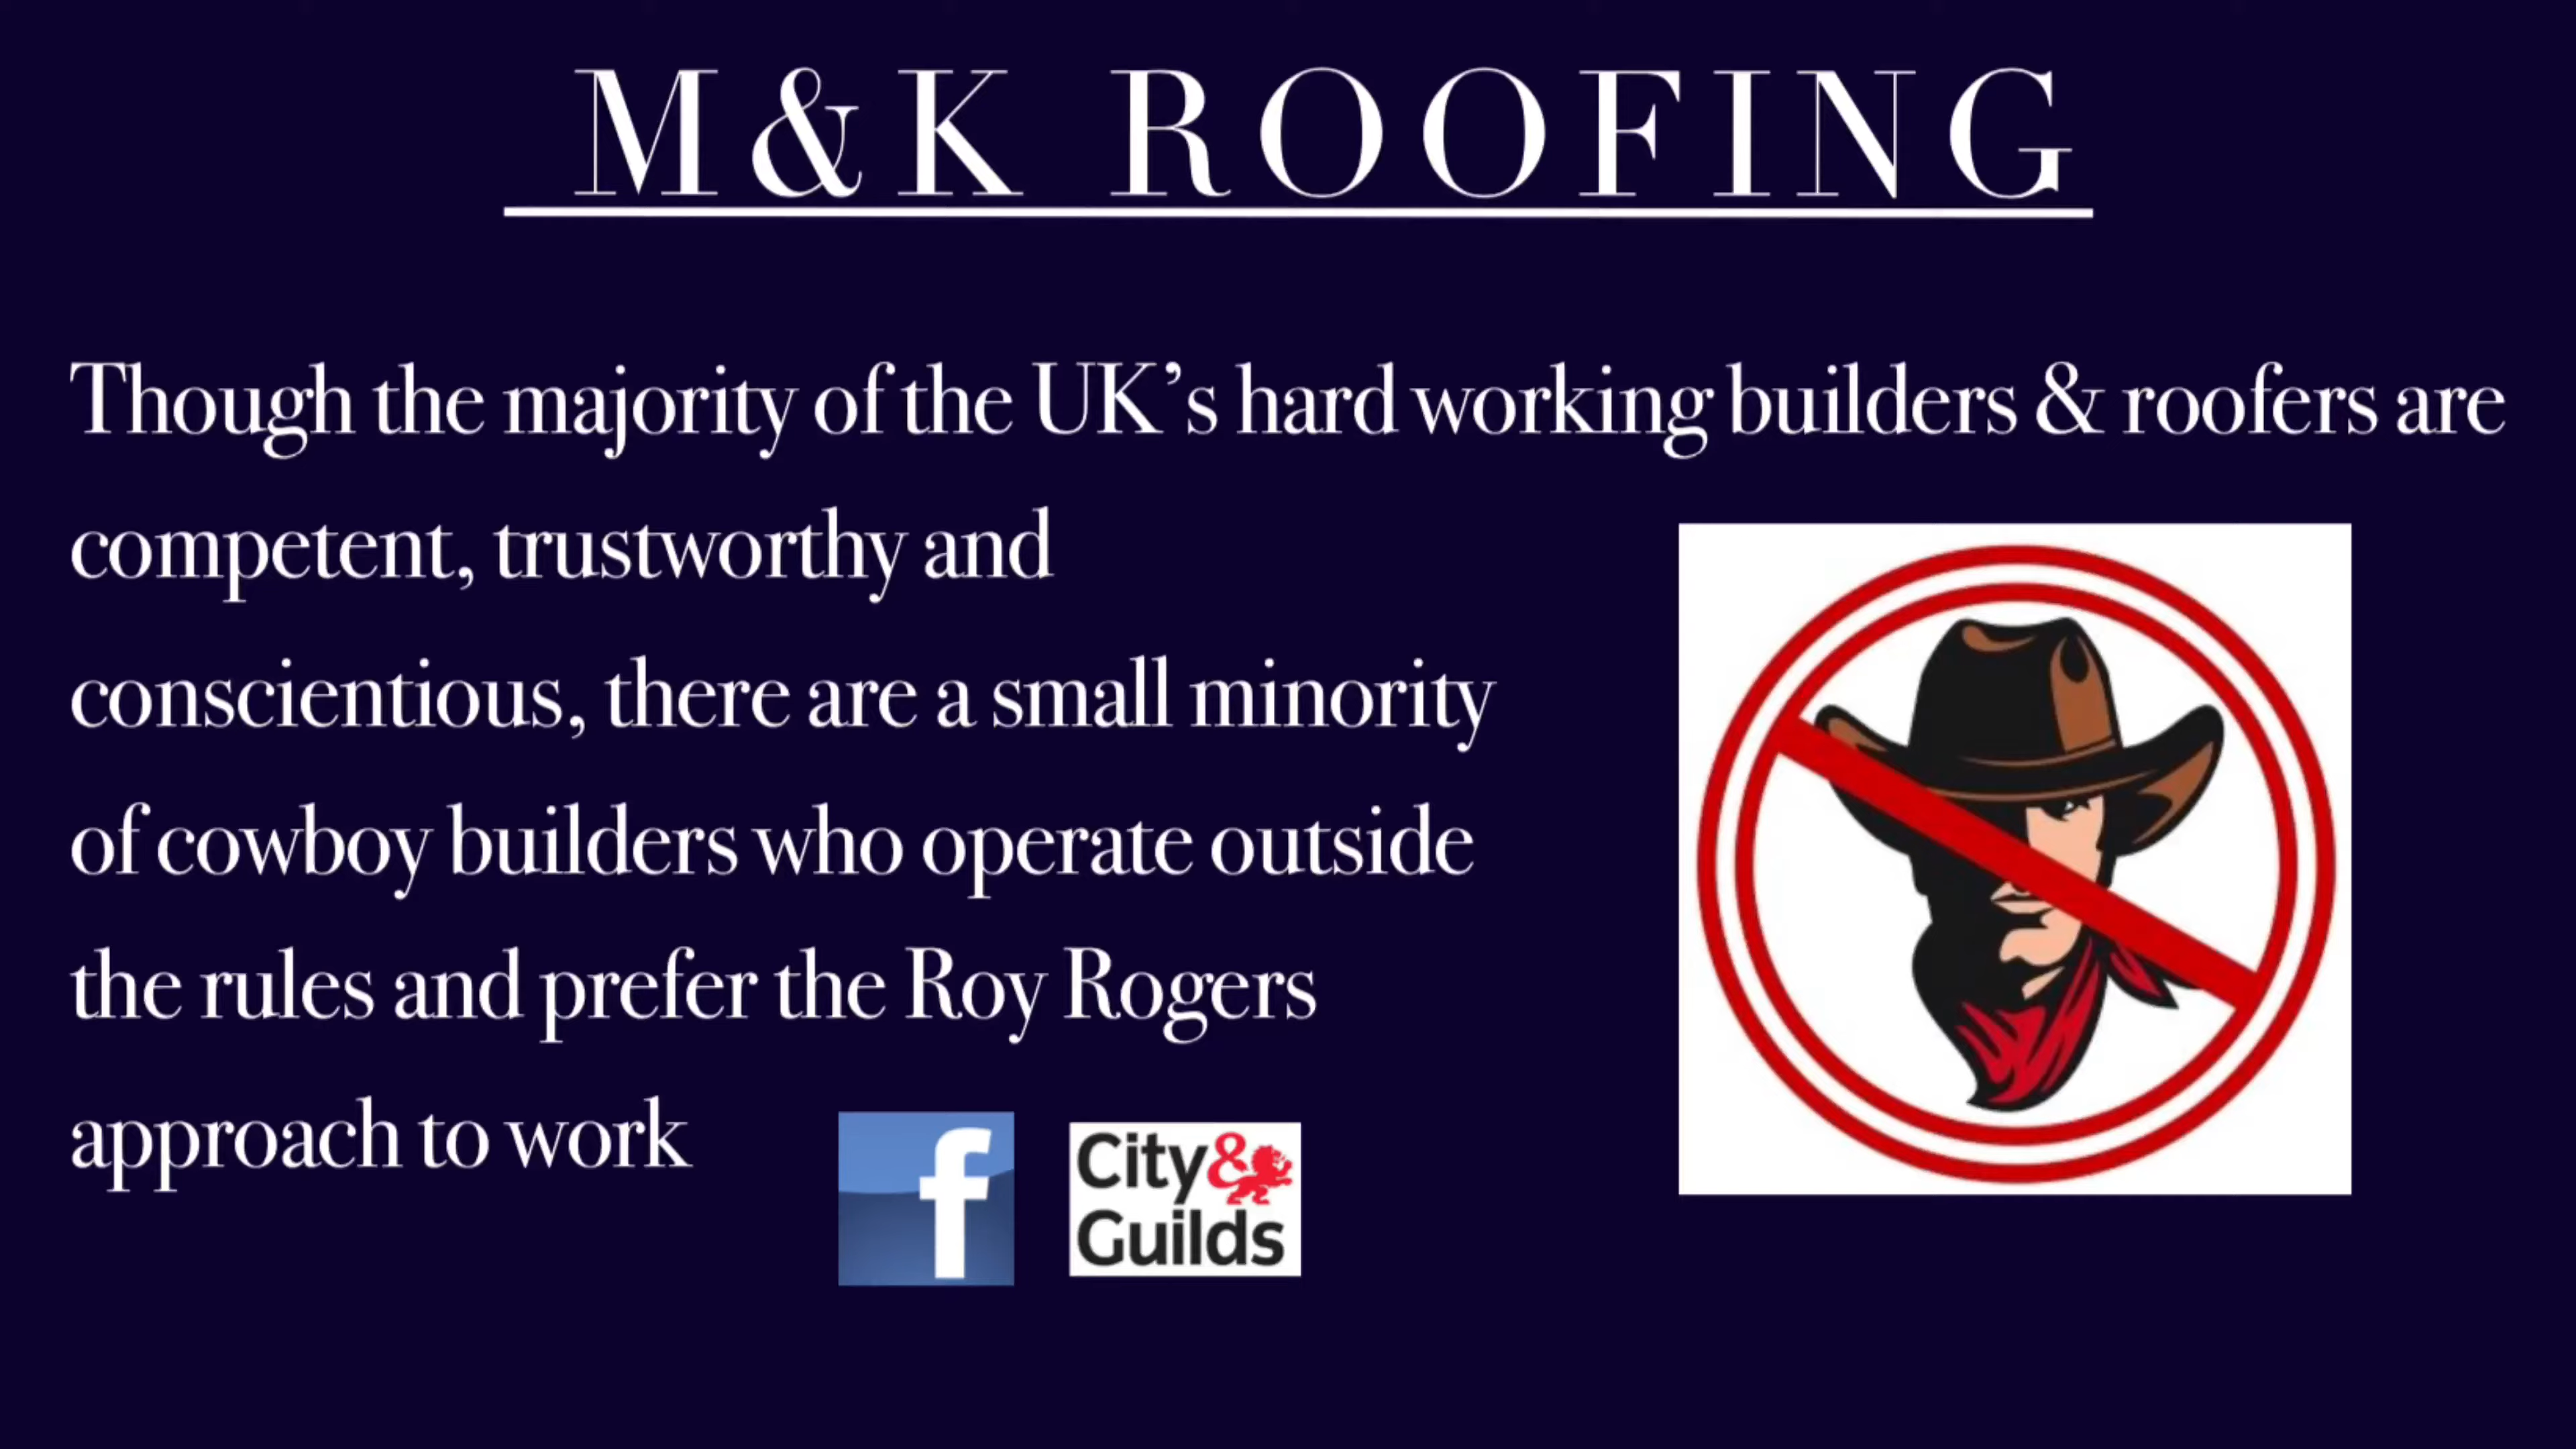 M&K ROOFING
Though the majority of the UK’s hard working builders & roofers are
competent, trustworthy and
conscientious, there are a small minority
of cowboy builders who operate outside
the rules and prefer the Roy Rogers
approach to work
f
City&
Guilds